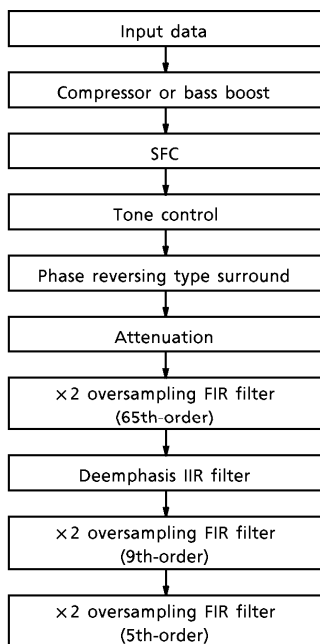 Input data
Compressor or bass boost
SFC
Tone control
Phase reversing type surround
Attenuation
×2 oversampling FIR filter
(65th-order)
Deemphasis IIR filter
×2 oversampling FIR filter
(9th-order)
×2 oversampling FIR filter
(5th-order)